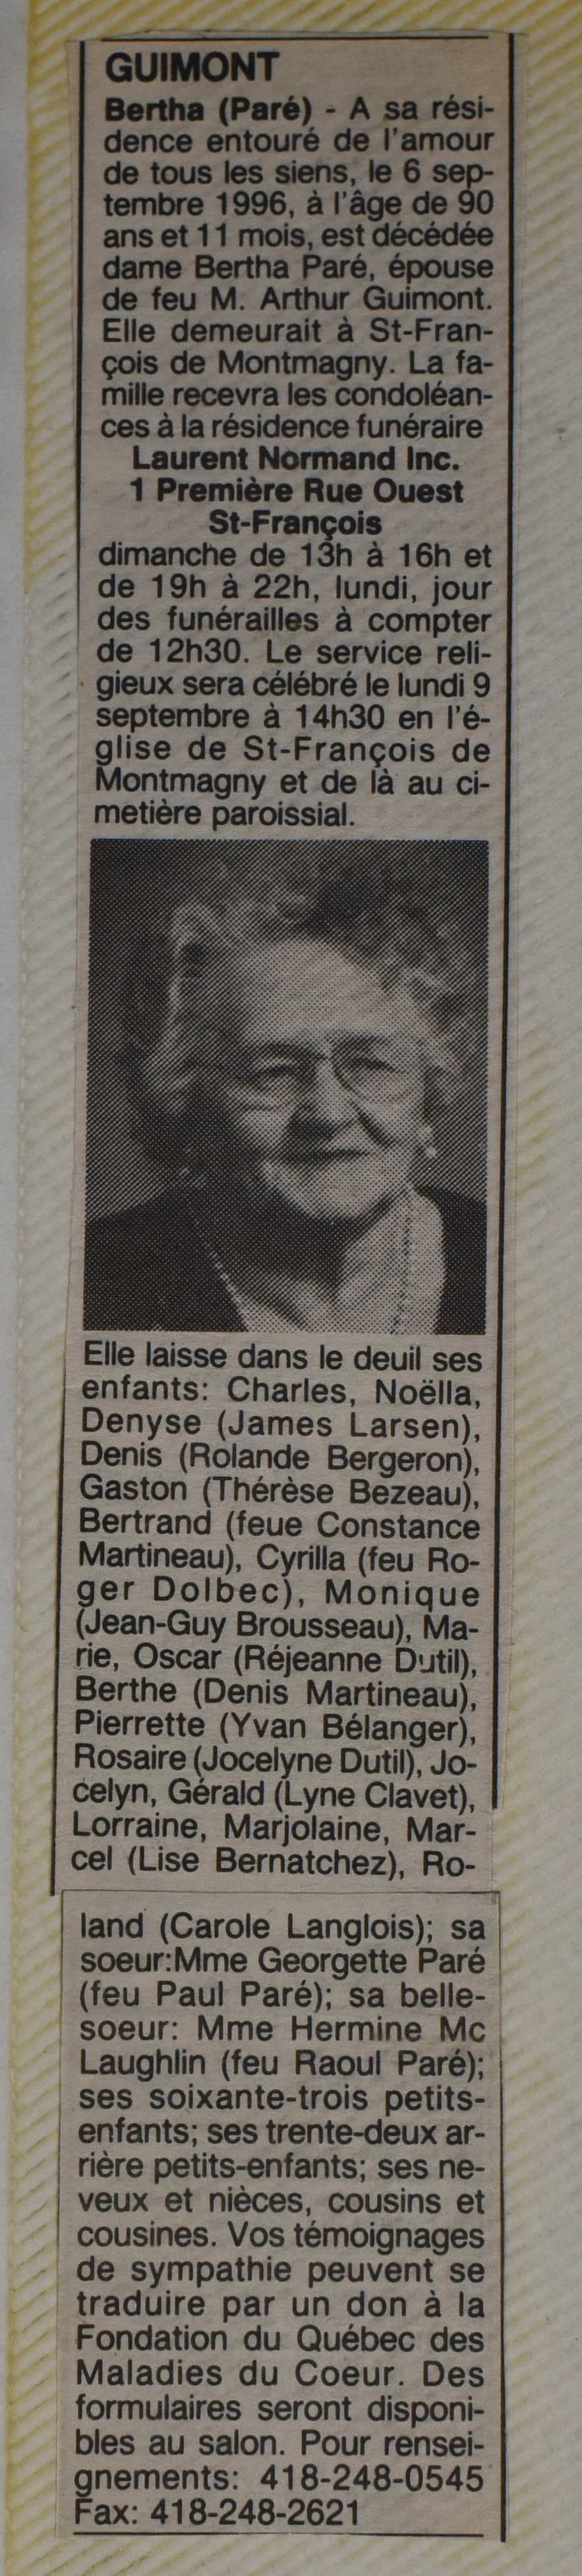 GUIMONT
Bertha (Paré) - A sa rési-
dence entouré de l'amour
de tous les siens, le 6 sep-
tembre 1996, à l'âge de 90
ans et 11 mois, est décédée
dame Bertha Paré, épouse
de feu M. Arthur Guimont.
Elle demeurait à St-Fran-
çois de Montmagny. La fa-
mille recevra les condoléan-
ces à la résidence funéraire
Laurent Normand Inc.
1 Première Rue Ouest
St-François
dimanche de 13h à 16h et
de 19h à 22h, lundi, jour
des funérailles à compter
de 12h30. Le service reli-
gieux sera célébré le lundi 9
septembre à 14h30 en l'é-
glise de St-François de
Montmagny et de là au ci-
metière paroissial.
Elle laisse dans le deuil ses
enfants: Charles, Noëlla,
Denyse (James Larsen),
Denis (Rolande Bergeron),
Gaston (Thérèse Bezeau),
Bertrand (feue Constance
Martineau), Cyrilla (feu Ro-
ger Dolbec), Monique
(Jean-Guy Brousseau), Ma-
rie, Oscar (Réjeanne Dutil),
Berthe (Denis Martineau),
Pierrette (Yvan Bélanger),
Rosaire (Jocelyne Dutil), Jo-
celyn, Gérald (Lyne Clavet),
Lorraine, Marjolaine, Mar-
cel (Lise Bernatchez), Ro-
land (Carole Langlois); sa
soeur:Mme Georgette Paré
(feu Paul Paré); sa belle-
soeur: Mme Hermine Mc
Laughlin (feu Raoul Paré);
ses soixante-trois petits-
enfants; ses trente-deux ar-
rière petits-enfants; ses ne-
veux et nièces, cousins et
cousines. Vos témoignages
de sympathie peuvent se
traduire par un don à la
Fondation du Québec des
Maladies du Coeur. Des
formulaires seront disponi-
bles au salon. Pour rensei-
gnements: 418-248-0545
Fax: 418-248-2621